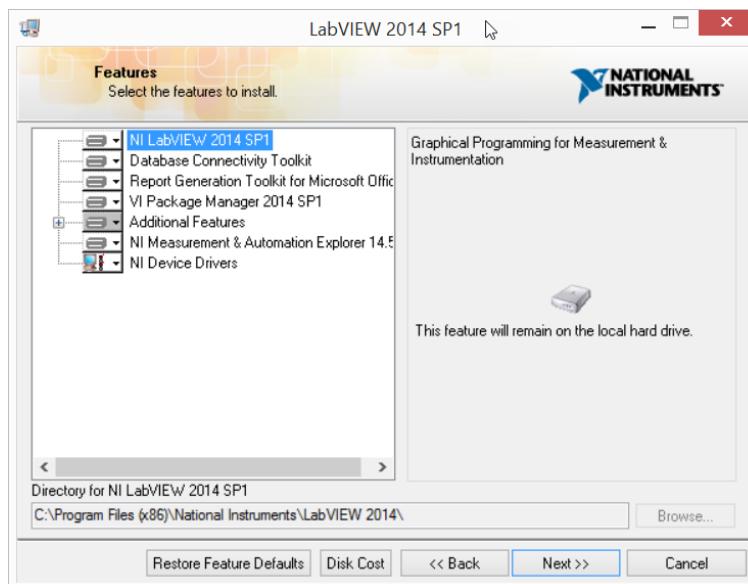 LabVIEW 2014 SP1
Features
Select the features to install.
NATIONAL
INSTRUMENTS™
NI LabVIEW 2014 SP1
Database Connectivity Toolkit
Report Generation Toolkit for Microsoft Offic
VI Package Manager 2014 SP1
Additional Features
NI Measurement & Automation Explorer 14.5
NI Device Drivers
Graphical Programming for Measurement &
Instrumentation
This feature will remain on the local hard drive.
Directory for NI LabVIEW 2014 SP1
C:\Program Files (x86)\National Instruments\LabVIEW 2014\
Browse...
Restore Feature Defaults
Disk Cost
<< Back
Next >>
Cancel